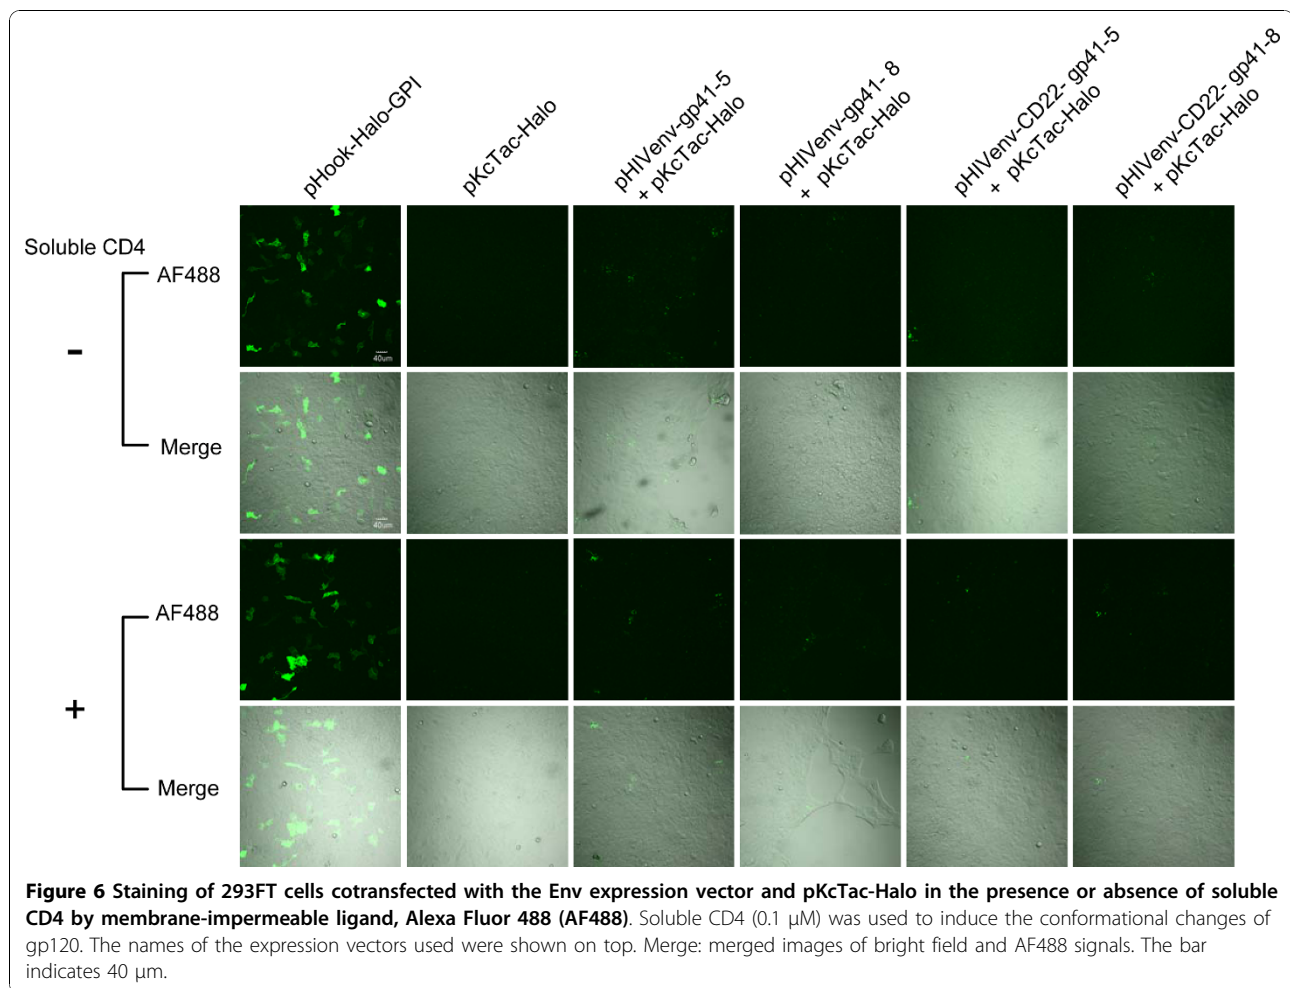 pHook-Halo-GPI
pKcTac-Halo
pHIVenv-gp41-5
+ pKcTac-Halo
pHIVenv-gp41- 8
+ pKcTac-Halo
pHIVenv-CD22- gp41-5
+ pKcTac-Halo
pHIVenv-CD22- gp41-8
+ pKcTac-Halo
Soluble CD4
AF488
-
40um
Merge
40um
AF488
+
Merge
Figure 6 Staining of 293FT cells cotransfected with the Env expression vector and pKcTac-Halo in the presence or absence of soluble
CD4 by membrane-impermeable ligand, Alexa Fluor 488 (AF488). Soluble CD4 (0.1 μM) was used to induce the conformational changes of
gp120. The names of the expression vectors used were shown on top. Merge: merged images of bright field and AF488 signals. The bar
indicates 40 μm.